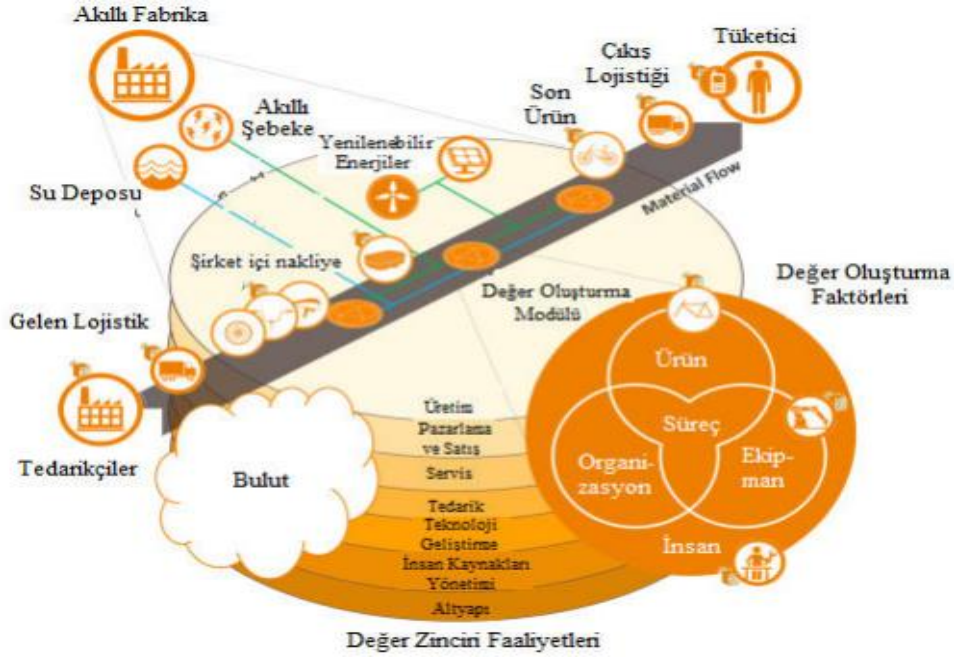 Akıllı Fabrika
Tüketici
Çıkış
Lojistiği
Son
Ürün
Akıllı
Şebeke
Yenilenebilir
Enerjiler
Su Deposu
Material Flow
Şirket içi nakliye
Değer Oluşturma
Modülü
Değer Oluşturma
Faktörleri
Gelen Lojistik
Tedarikçiler
Bulut
Ürün
Süreç
Organi-
zasyon
Ekip-
man
İnsan
Üretim
Pazarlama
ve Satış
Servis
Tedarik
Teknoloji
Geliştirme
İnsan Kaynakları
Yönetimi
Altyapı
Değer Zinciri Faaliyetleri